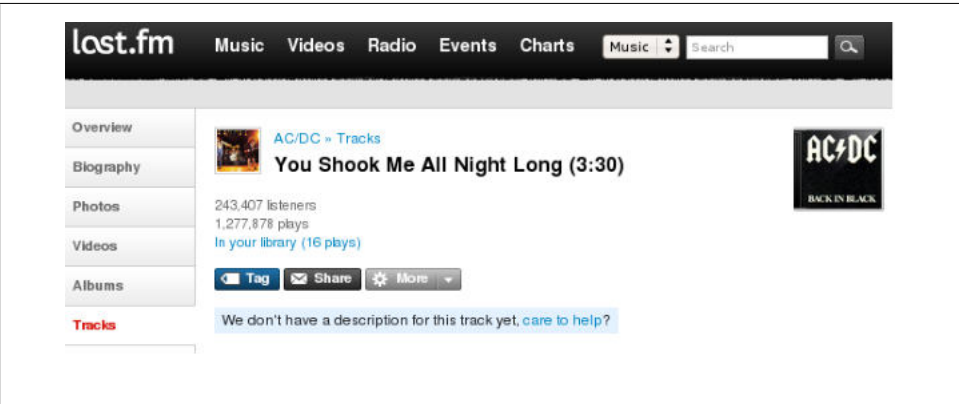 last.fm Music Videos Radio Events Charts Music Search
Overview
Biography
Photos
Videos
Albums
Tracks
AC/DC » Tracks
You Shook Me All Night Long (3:30)
243,407 listeners
1,277,878 plays
In your library (16 plays)
Tag Share More
We don't have a description for this track yet, care to help?
AC⚡DC
BACK IN BLACK